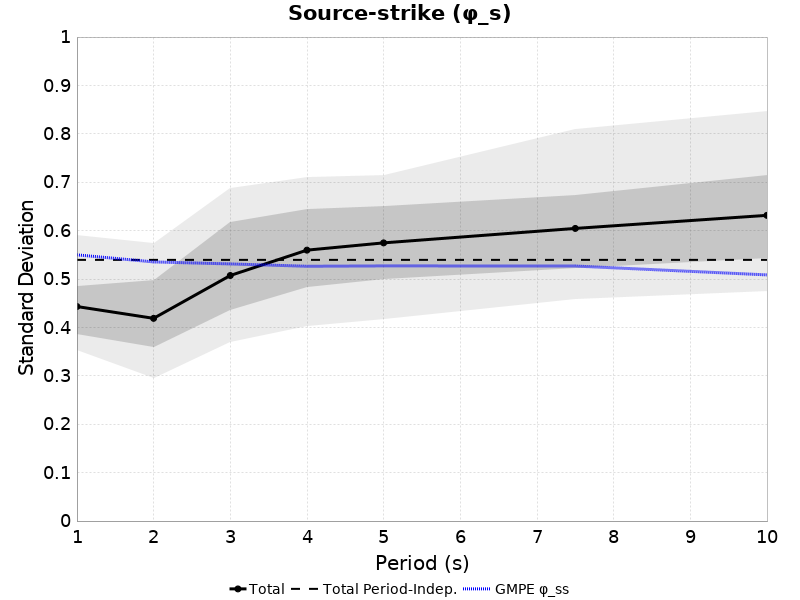 Source-strike (φ_s)
Standard Deviation
1
0.9
0.8
0.7
0.6
0.5
0.4
0.3
0.2
0.1
0
1 2 3 4 5 6 7 8 9 10
Period (s)
Total Total Period-Indep. GMPE φ_ss